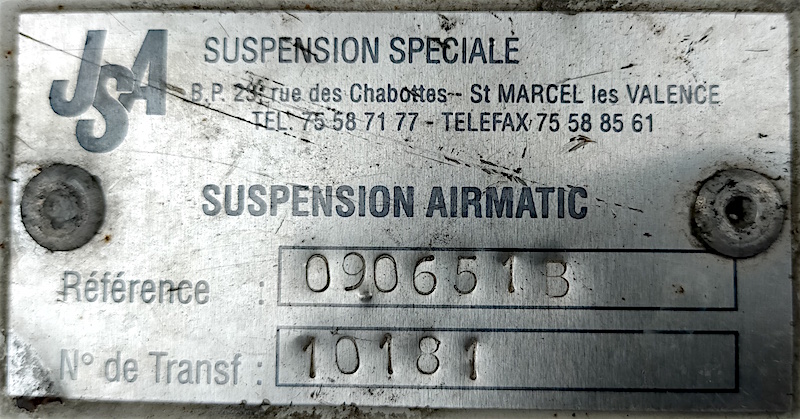 JSA
SUSPENSION SPECIALE
B.P. 23, rue des Chabottes - St MARCEL les VALENCE
TEL. 75 58 71 77 - TELEFAX 75 58 85 61
SUSPENSION AIRMATIC
Référence : 090651B
N° de Transf : 10181